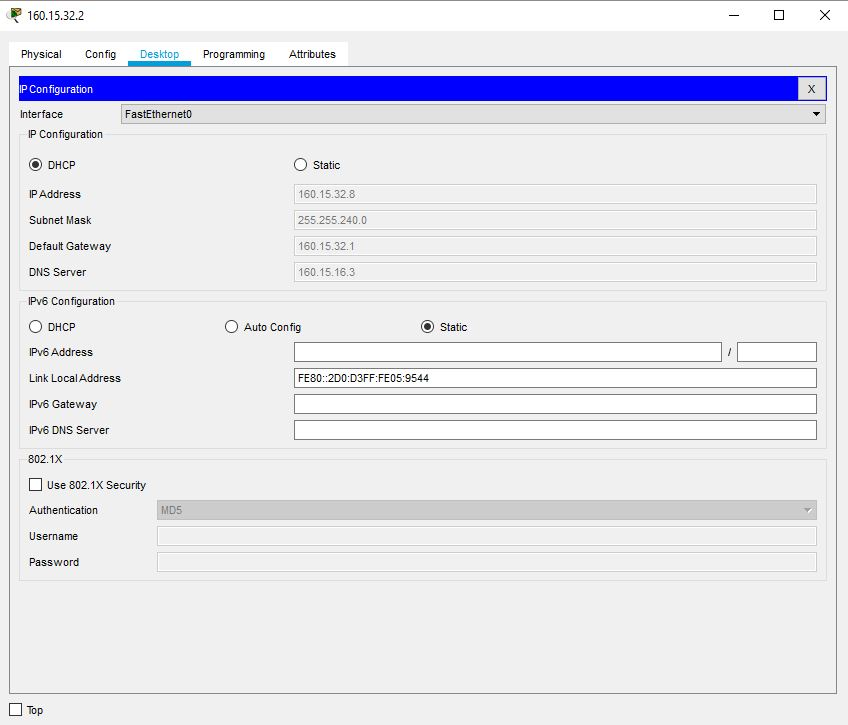 160.15.32.2
Physical Config Desktop Programming Attributes
IP Configuration X
Interface FastEthernet0
IP Configuration
DHCP Static
IP Address 160.15.32.8
Subnet Mask 255.255.240.0
Default Gateway 160.15.32.1
DNS Server 160.15.16.3
IPv6 Configuration
DHCP Auto Config Static
IPv6 Address /
Link Local Address FE80::2D0:D3FF:FE05:9544
IPv6 Gateway
IPv6 DNS Server
802.1X
Use 802.1X Security
Authentication MD5
Username
Password
Top